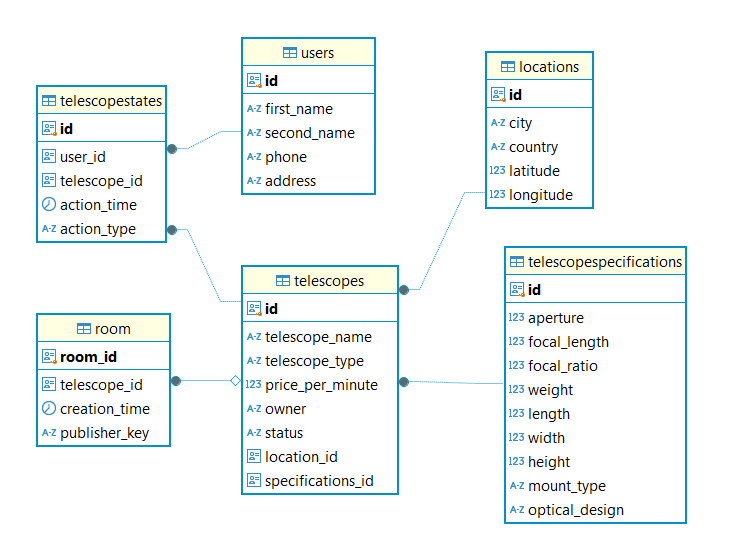 users
id
first_name
second_name
phone
address
locations
id
city
country
latitude
longitude
telescopestates
id
user_id
telescope_id
action_time
action_type
telescopes
id
telescope_name
telescope_type
price_per_minute
owner
status
location_id
specifications_id
telescopespecifications
id
aperture
focal_length
focal_ratio
weight
length
width
height
mount_type
optical_design
room
room_id
telescope_id
creation_time
publisher_key